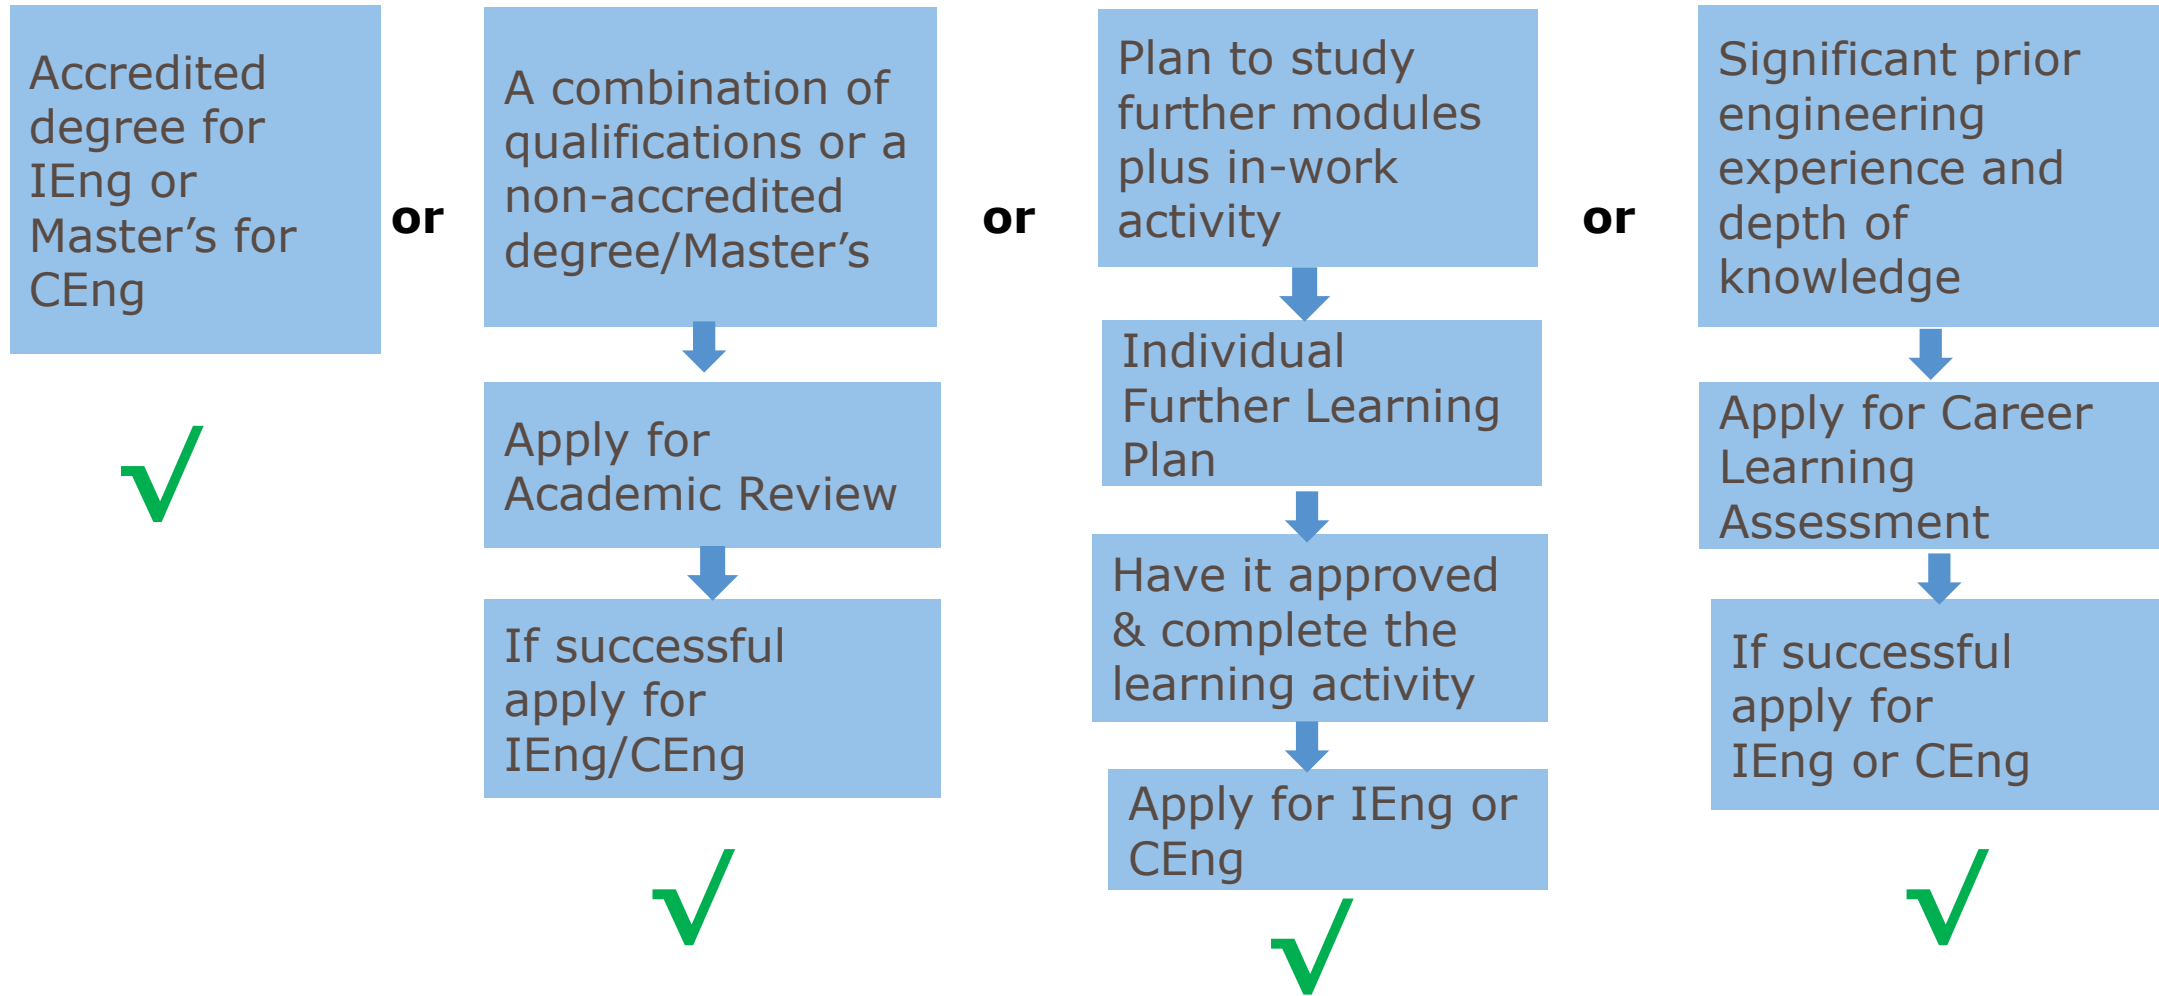 Accredited
degree for
IEng or
Master’s for
CEng
√
or
A combination of
qualifications or a
non-accredited
degree/Master’s
Apply for
Academic Review
If successful
apply for
IEng/CEng
√
or
Plan to study
further modules
plus in-work
activity
Individual
Further Learning
Plan
Have it approved
& complete the
learning activity
Apply for IEng or
CEng
√
or
Significant prior
engineering
experience and
depth of
knowledge
Apply for Career
Learning
Assessment
If successful
apply for
IEng or CEng
√